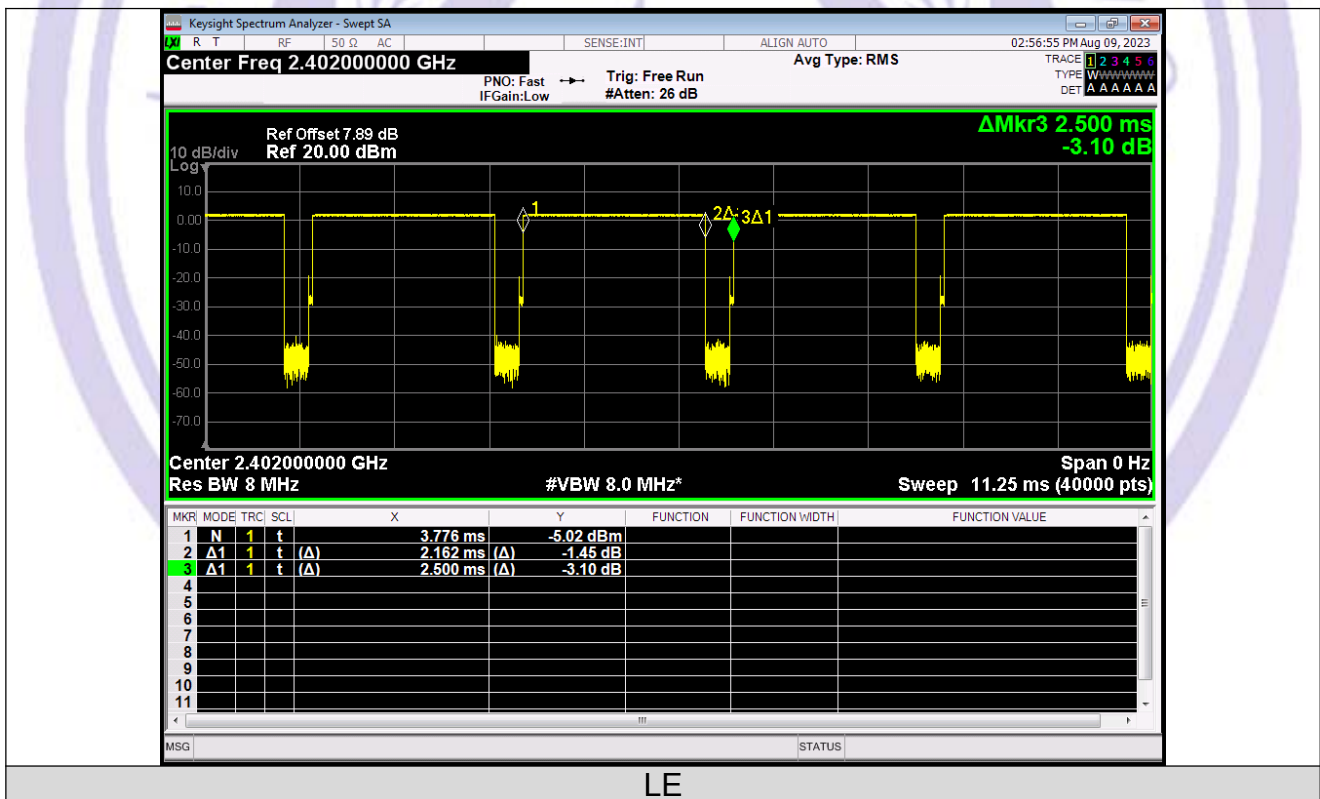 Keysight Spectrum Analyzer - Swept SA
LXI R T RF 50 Ω AC SENSE:INT ALIGN AUTO 02:56:55 PM Aug 09, 2023
Center Freq 2.402000000 GHz Avg Type: RMS TRACE 1 2 3 4 5 6
PNO: Fast Trig: Free Run TYPE WWWWWW
IFGain:Low #Atten: 26 dB DET A A A A A A
ΔMkr3 2.500 ms
Ref Offset 7.89 dB
10 dB/div Ref 20.00 dBm -3.10 dB
Log
10.0
0.00
-10.0
-20.0
-30.0
-40.0
-50.0
-60.0
-70.0
1 2Δ 3Δ1
Center 2.402000000 GHz Span 0 Hz
Res BW 8 MHz #VBW 8.0 MHz* Sweep 11.25 ms (40000 pts)
MKR MODE TRC SCL X Y FUNCTION FUNCTION WIDTH FUNCTION VALUE
1 N 1 t 3.776 ms -5.02 dBm
2 Δ1 1 t (Δ) 2.162 ms (Δ) -1.45 dB
3 Δ1 1 t (Δ) 2.500 ms (Δ) -3.10 dB
4
5
6
7
8
9
10
11
MSG STATUS
LE